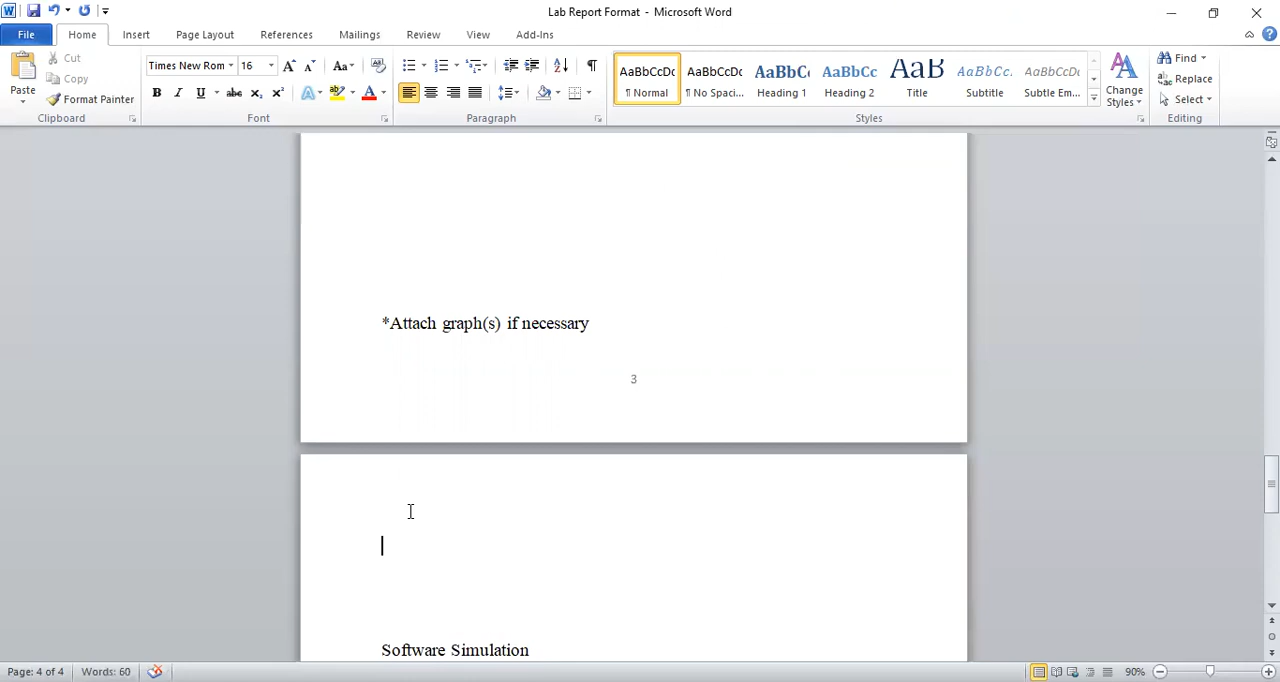 Lab Report Format - Microsoft Word
File Home Insert Page Layout References Mailings Review View Add-Ins
Paste
Cut
Copy
Format Painter
Clipboard
Times New Rom 16
Font
Paragraph
AaBbCcDc AaBbCcDc AaBbC AaBbCc AaB AaBbCc. AaBbCcDc
¶ Normal ¶ No Spaci... Heading 1 Heading 2 Title Subtitle Subtle Em...
Change Styles
Styles
Find
Replace
Select
Editing
*Attach graph(s) if necessary
3
Software Simulation
Page: 4 of 4 Words: 60 90%